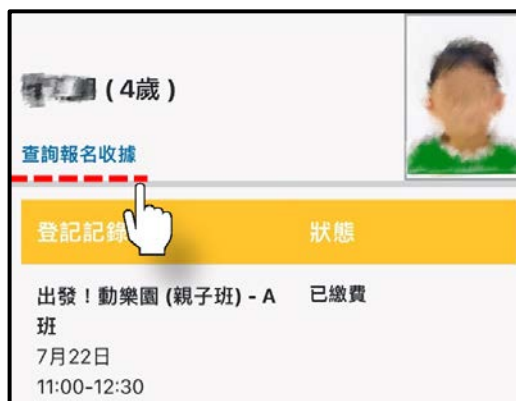 (4歲)
查詢報名收據
登記記錄
狀態
出發！動樂園 (親子班) - A
班
已繳費
7月22日
11:00-12:30